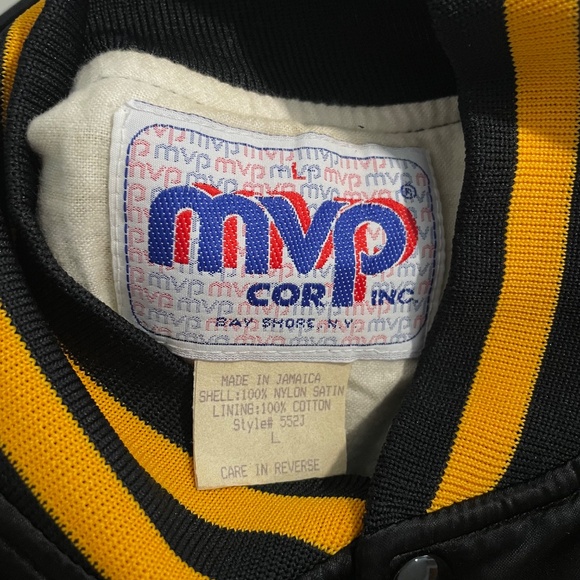 L
mvp ®
CORP INC.
BAY SHORE, N.Y.
MADE IN JAMAICA
SHELL:100% NYLON SATIN
LINING:100% COTTON
Style# 552J
L
CARE IN REVERSE